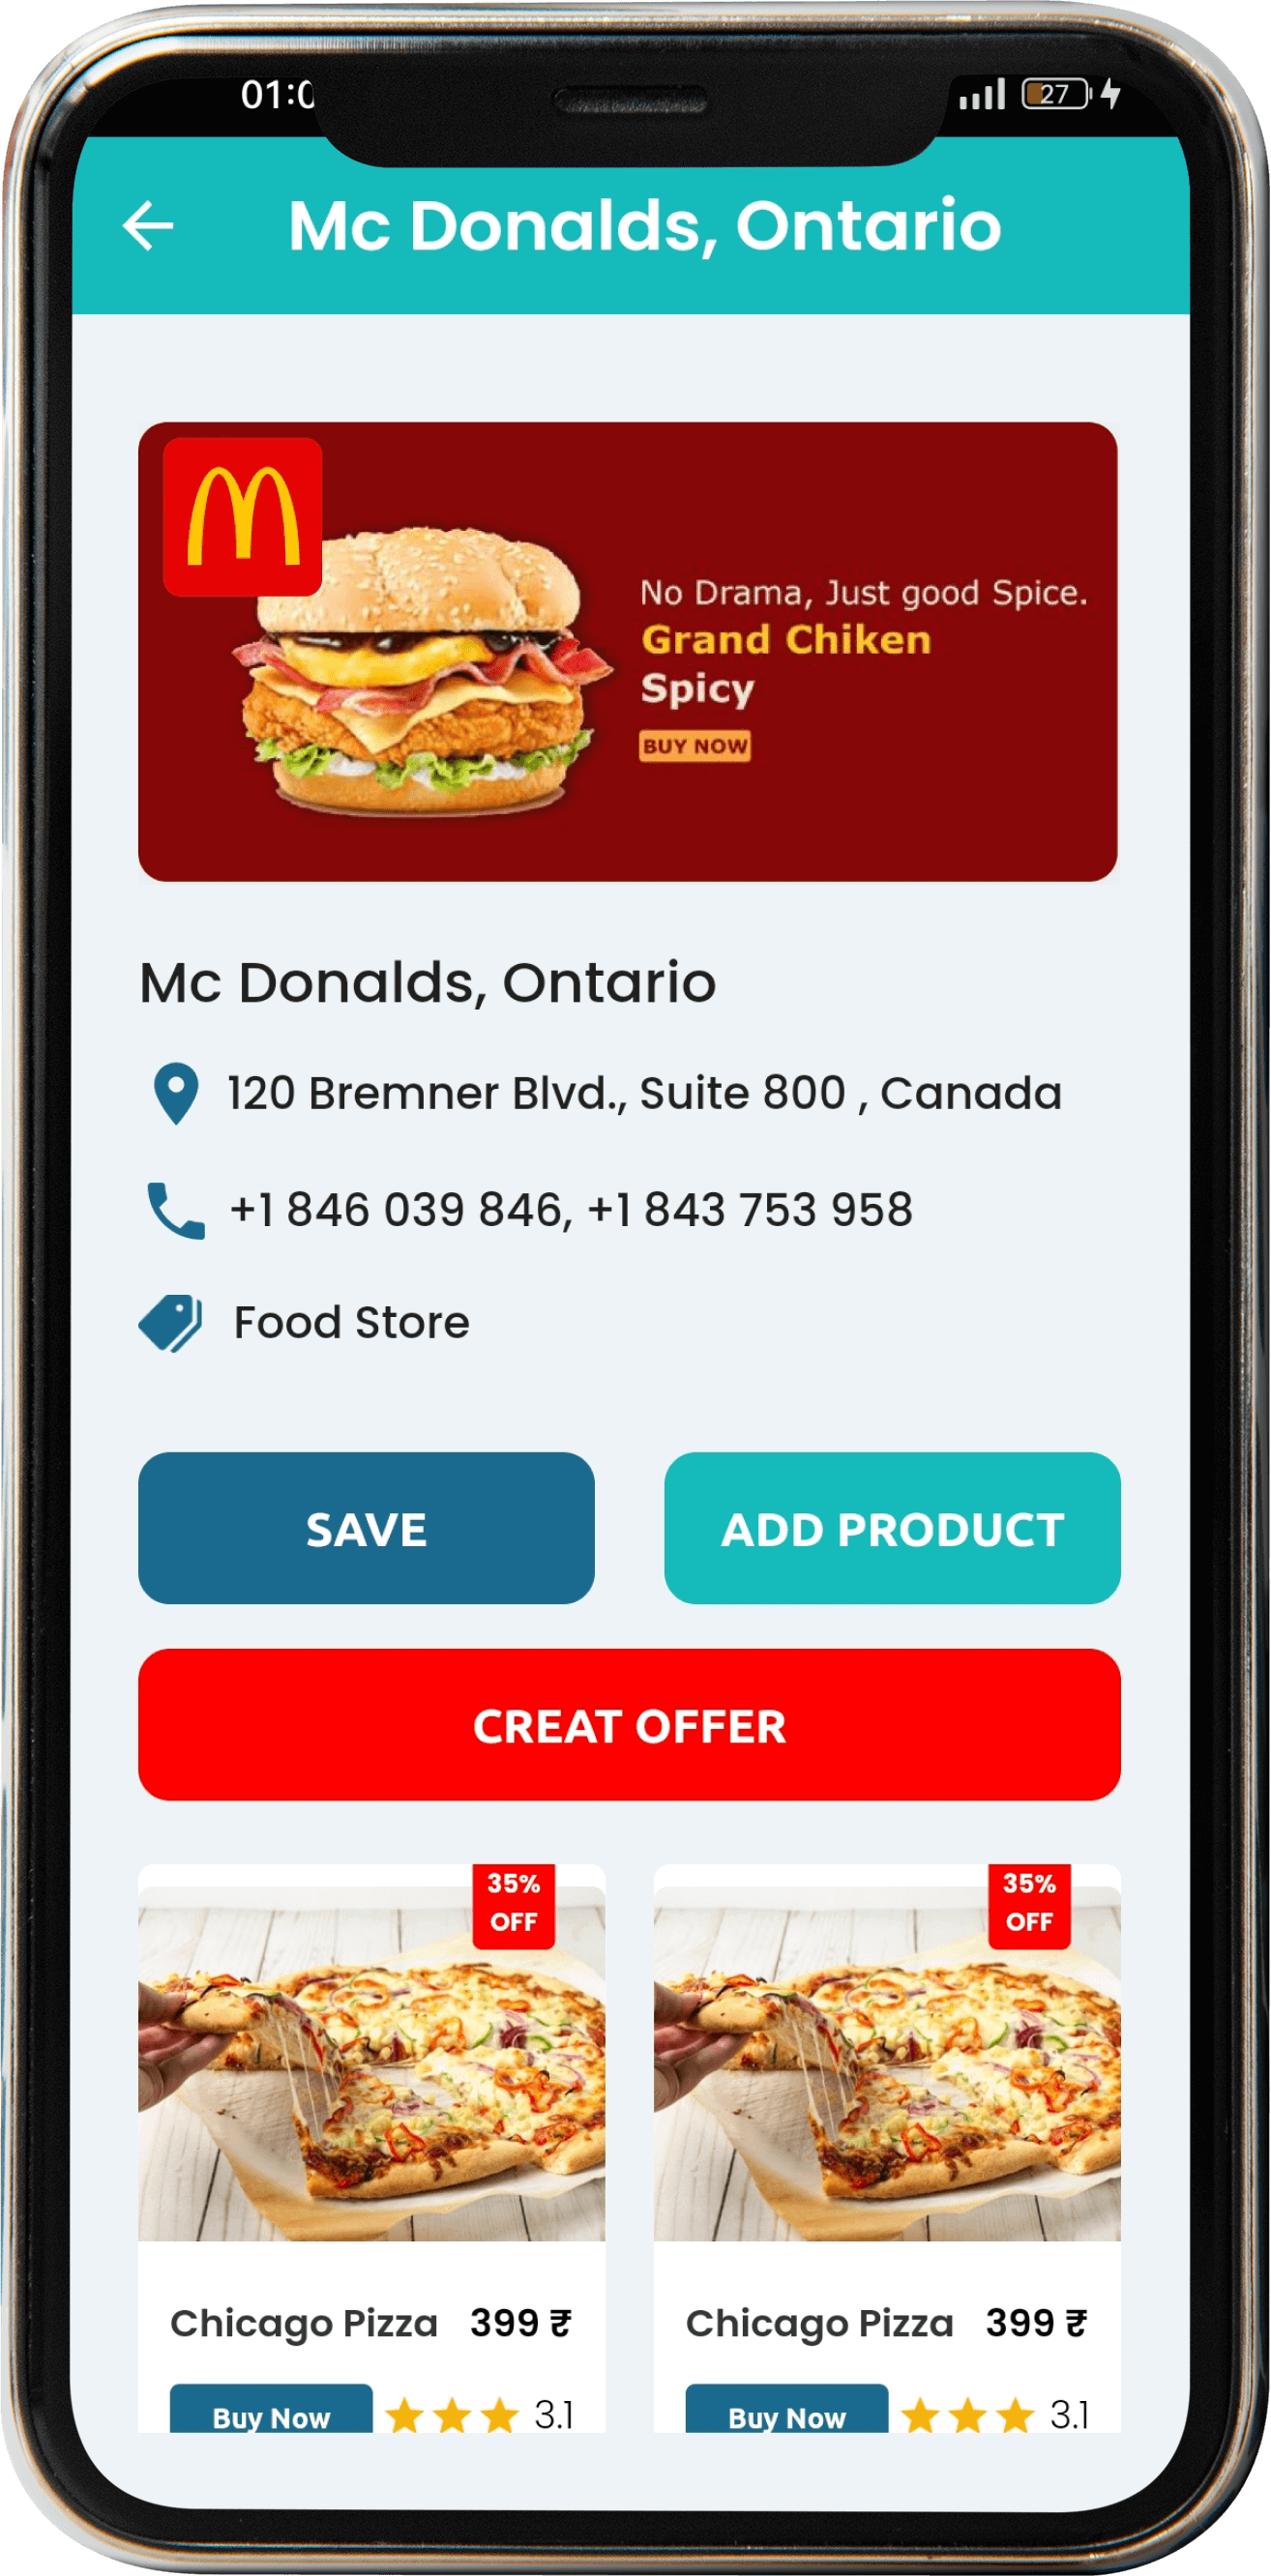 01:0
27
Mc Donalds, Ontario
No Drama, Just good Spice.
Grand Chiken
Spicy
BUY NOW
Mc Donalds, Ontario
120 Bremner Blvd., Suite 800 , Canada
+1 846 039 846, +1 843 753 958
Food Store
SAVE
ADD PRODUCT
CREAT OFFER
35%
OFF
35%
OFF
Chicago Pizza 399 ₹
Chicago Pizza 399 ₹
Buy Now 3.1
Buy Now 3.1